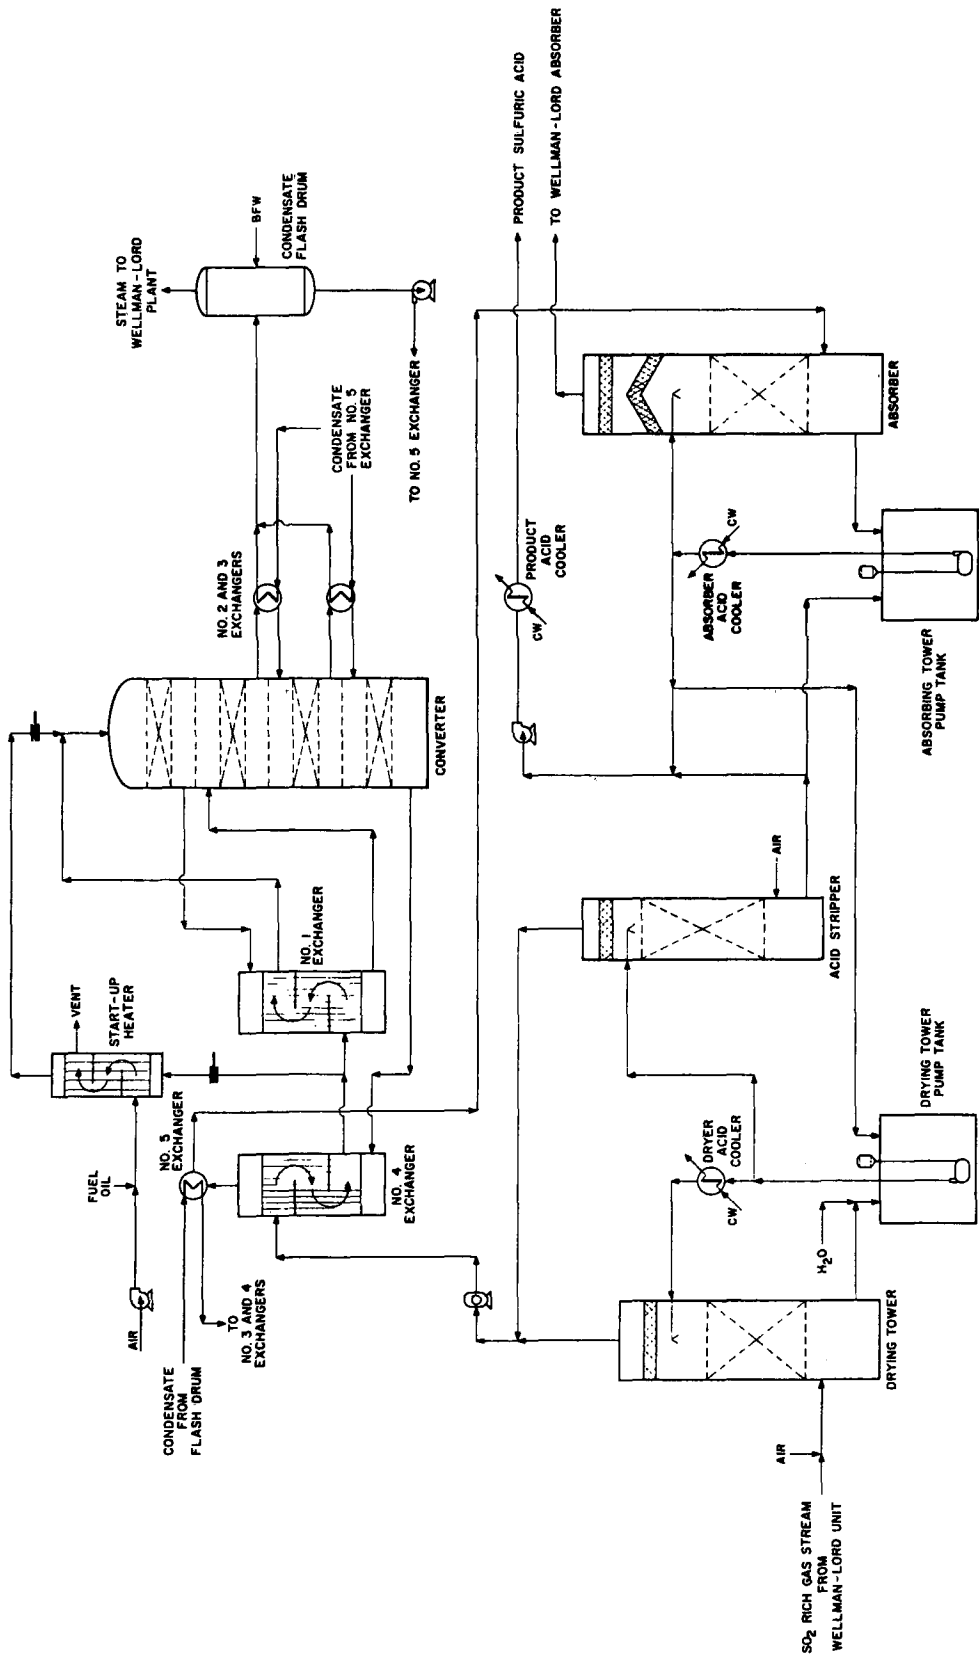 STEAM TO
WELLMAN-LORD
PLANT
BFW
CONDENSATE
FLASH DRUM
TO NO. 5 EXCHANGER
CONDENSATE
FROM NO. 5
EXCHANGER
NO. 2 AND 3
EXCHANGERS
CONVERTER
NO. 1
EXCHANGER
VENT
START-UP
HEATER
FUEL
OIL
AIR
NO. 5
EXCHANGER
NO. 4
EXCHANGER
TO
NO. 3 AND 4
EXCHANGERS
CONDENSATE
FROM
FLASH DRUM
PRODUCT SULFURIC ACID
TO WELLMAN-LORD ABSORBER
PRODUCT
ACID
COOLER
CW
ABSORBER
CW
ABSORBER
ACID
COOLER
ABSORBING TOWER
PUMP TANK
AIR
ACID STRIPPER
DRYER
ACID
COOLER
CW
DRYING TOWER
PUMP TANK
H2O
DRYING TOWER
AIR
SO2 RICH GAS STREAM
FROM
WELLMAN-LORD UNIT